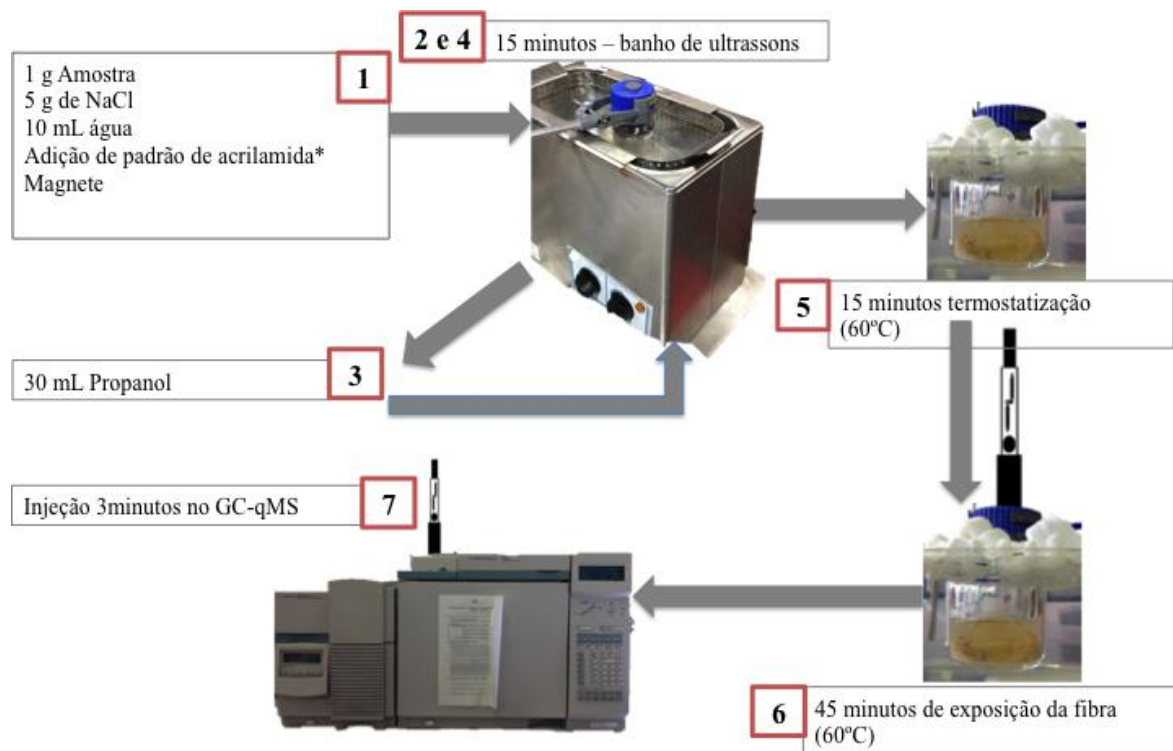 1
1 g Amostra
5 g de NaCl
10 mL água
Adição de padrão de acrilamida*
Magnete
2 e 4
15 minutos – banho de ultrassons
3
30 mL Propanol
5
15 minutos termostatização
(60ºC)
6
45 minutos de exposição da fibra
(60ºC)
7
Injeção 3minutos no GC-qMS